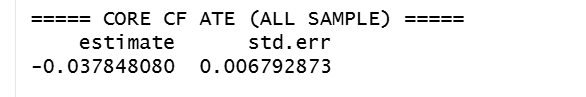 ===== CORE CF ATE (ALL SAMPLE) =====
estimate std.err
-0.037848080 0.006792873